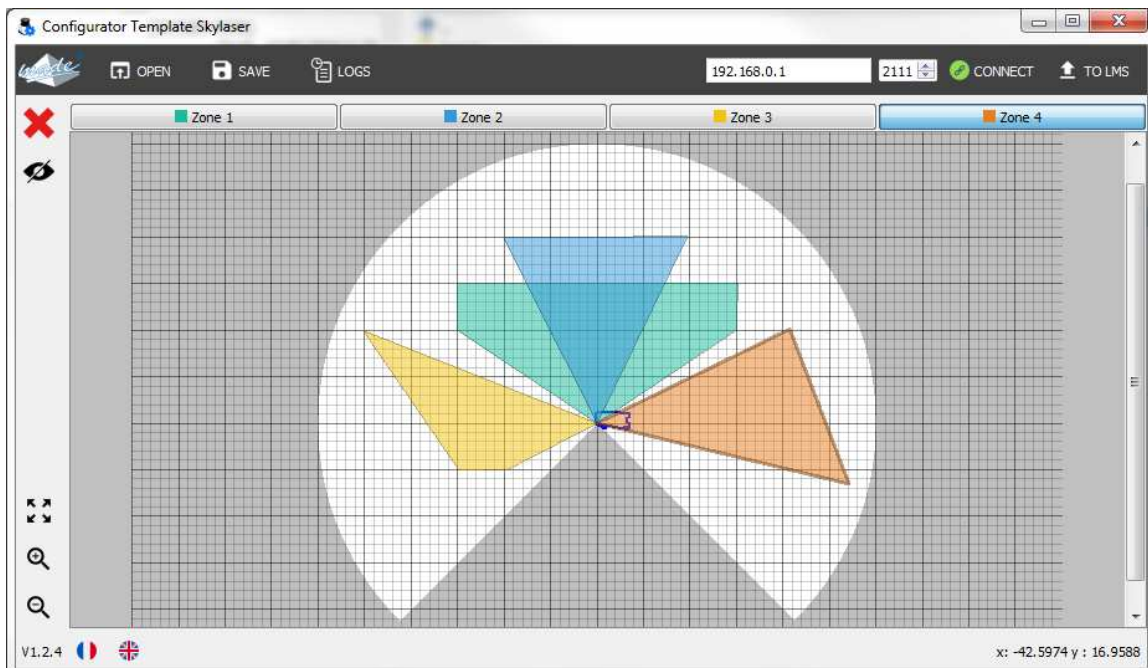 Configurator Template Skylaser
made OPEN SAVE LOGS 192.168.0.1 2111 CONNECT TO LMS
Zone 1 Zone 2 Zone 3 Zone 4
V1.2.4 x: -42.5974 y : 16.9588